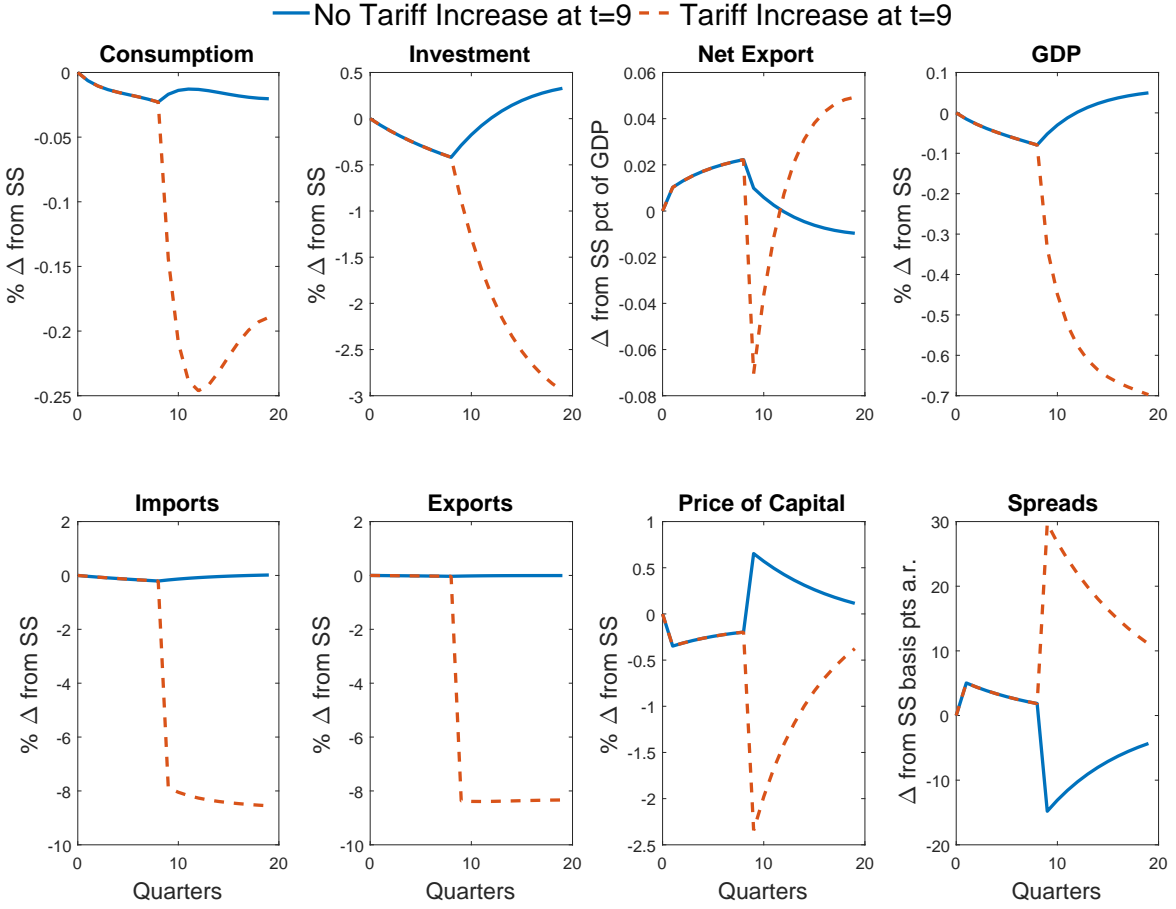 No Tariff Increase at t=9 Tariff Increase at t=9
Consumptiom
% Δ from SS
0
-0.05
-0.1
-0.15
-0.2
-0.25
0 10 20
Investment
% Δ from SS
0.5
0
-0.5
-1
-1.5
-2
-2.5
-3
0 10 20
Net Export
Δ from SS pct of GDP
0.06
0.04
0.02
0
-0.02
-0.04
-0.06
-0.08
0 10 20
GDP
% Δ from SS
0.1
0
-0.1
-0.2
-0.3
-0.4
-0.5
-0.6
-0.7
0 10 20
Imports
% Δ from SS
2
0
-2
-4
-6
-8
-10
0 10 20
Quarters
Exports
% Δ from SS
2
0
-2
-4
-6
-8
-10
0 10 20
Quarters
Price of Capital
% Δ from SS
1
0.5
0
-0.5
-1
-1.5
-2
-2.5
0 10 20
Quarters
Spreads
Δ from SS basis pts a.r.
30
20
10
0
-10
-20
0 10 20
Quarters